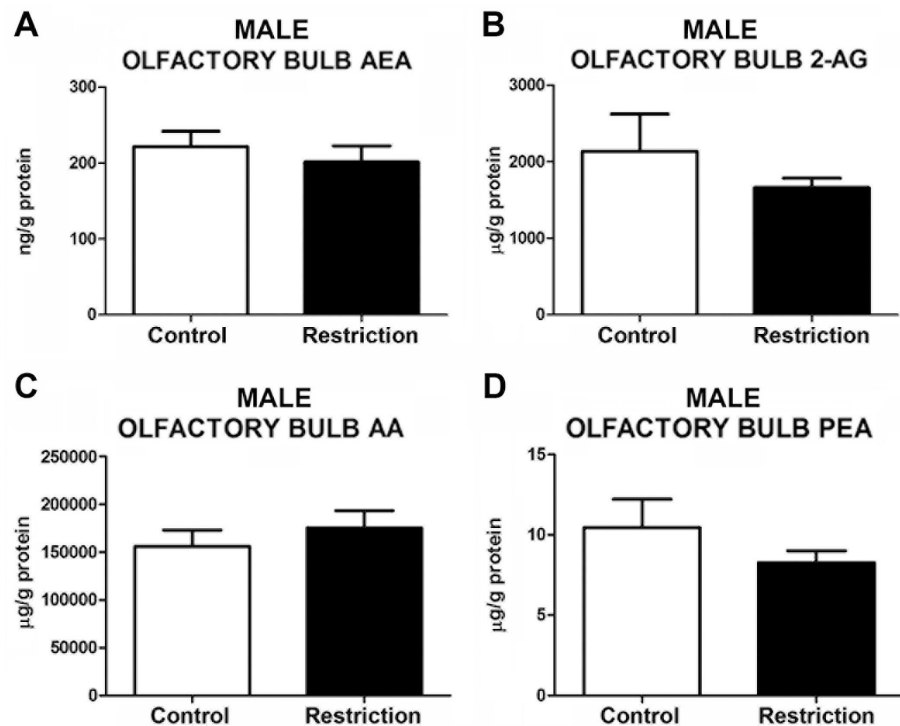 A
MALE
OLFACTORY BULB AEA
300
200
100
0
ng/g protein
Control Restriction
B
MALE
OLFACTORY BULB 2-AG
3000
2000
1000
0
μg/g protein
Control Restriction
C
MALE
OLFACTORY BULB AA
250000
200000
150000
100000
50000
0
μg/g protein
Control Restriction
D
MALE
OLFACTORY BULB PEA
15
10
5
0
μg/g protein
Control Restriction